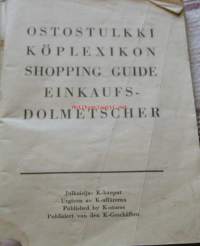 OSTOSTULKKI
KÖPLEXIKON
SHOPPING GUIDE
EINKAUFS-
DOLMETSCHER
Julkaisija: K-kaupat
Utgiven av K-affärerna
Published by K-stores
Publiziert von den K-Geschäften